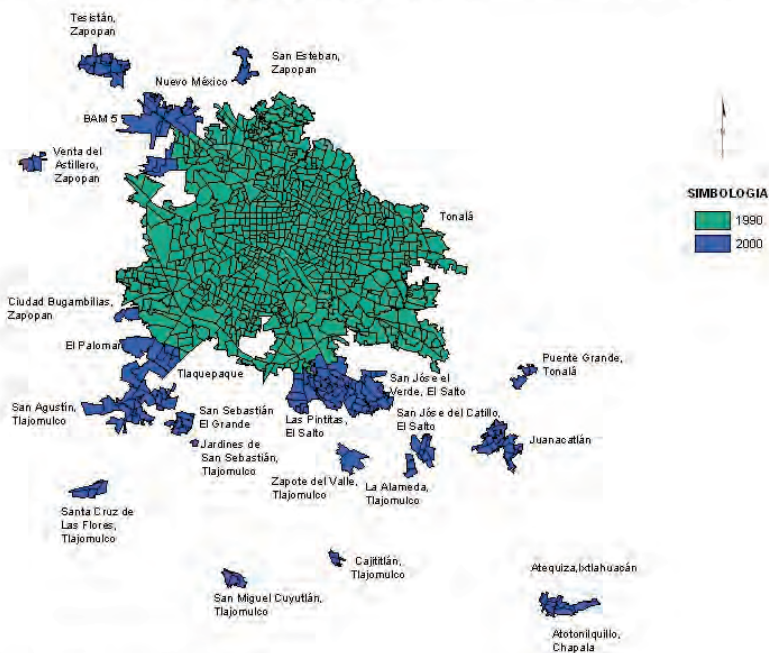 Tesistán,
Zapopan
San Esteban,
Zapopan
Nuevo México
BAM 5
Venta del
Astillero,
Zapopan
SIMBOLOGIA
1990
2000
Tonalá
Ciudad Bugambilias,
Zapopan
El Palomar
Tlaquepaque
Puente Grande,
Tonalá
San Jóse el
Verde, El Salto
San Agustín,
Tlajomulco
San Sebastián
El Grande
Las Pintitas,
El Salto
San Jóse del Catillo,
El Salto
Juanacatlán
Jardines de
San Sebastián,
Tlajomulco
Zapote del Valle,
Tlajomulco
La Alameda,
Tlajomulco
Santa Cruz de
Las Flores,
Tlajomulco
Cajititlán,
Tlajomulco
San Miguel Cuyutlán,
Tlajomulco
Atequiza,Ixtlahuacán
Atotonilquillo,
Chapala